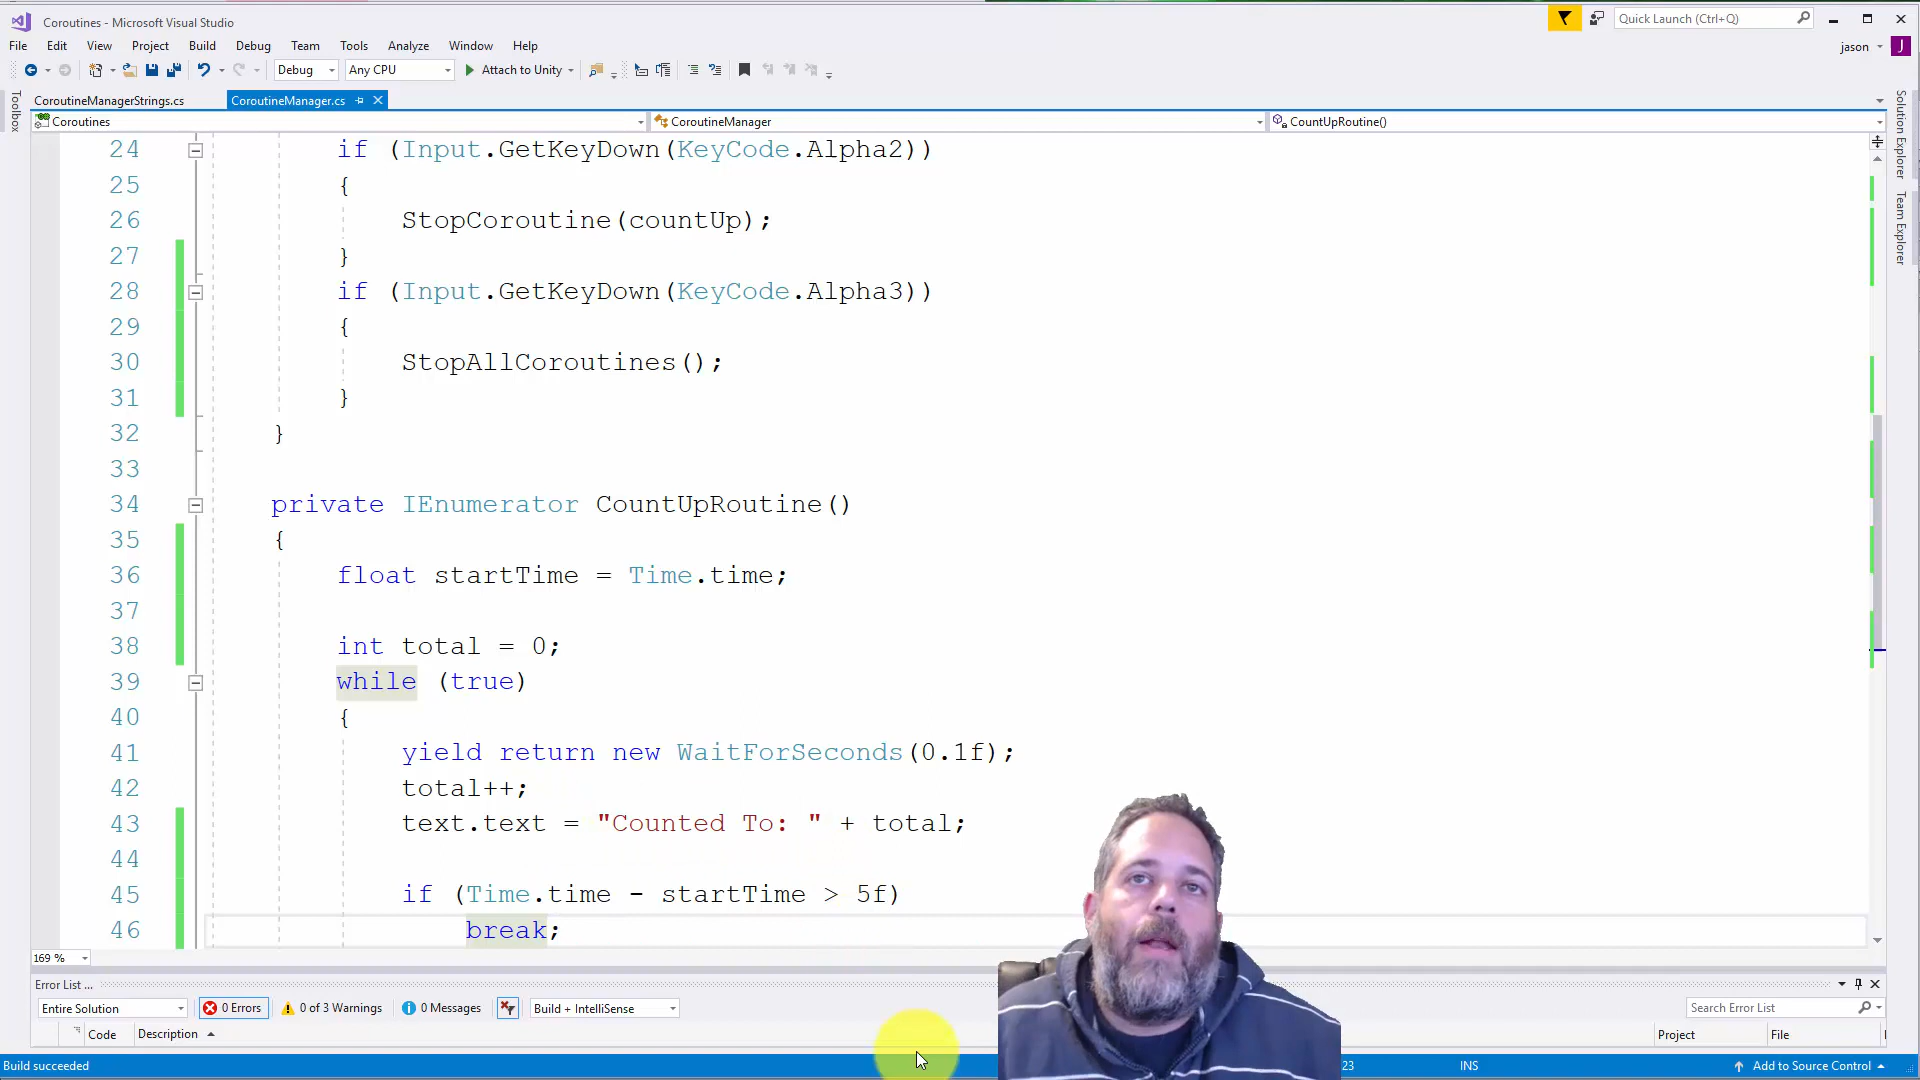 Coroutines - Microsoft Visual Studio
Quick Launch (Ctrl+Q)
File Edit View Project Build Debug Team Tools Analyze Window Help
jason J
Debug Any CPU Attach to Unity
Toolbox
CoroutineManagerStrings.cs CoroutineManager.cs
Coroutines CoroutineManager CountUpRoutine()
24 if (Input.GetKeyDown(KeyCode.Alpha2))
25 {
26 StopCoroutine(countUp);
27 }
28 if (Input.GetKeyDown(KeyCode.Alpha3))
29 {
30 StopAllCoroutines();
31 }
32 }
33
34 private IEnumerator CountUpRoutine()
35 {
36 float startTime = Time.time;
37
38 int total = 0;
39 while (true)
40 {
41 yield return new WaitForSeconds(0.1f);
42 total++;
43 text.text = "Counted To: " + total;
44
45 if (Time.time - startTime > 5f)
46 break;
Solution Explorer
Team Explorer
169 %
Error List ...
Entire Solution 0 Errors 0 of 3 Warnings 0 Messages Build + IntelliSense Search Error List
Code Description Project File
Build succeeded 23 INS Add to Source Control